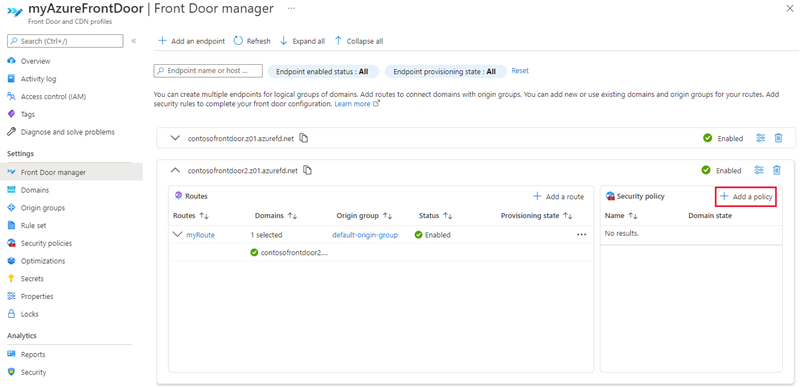 myAzureFrontDoor | Front Door manager ...
Front Door and CDN profiles
Search (Ctrl+/)
«
Overview
Activity log
Access control (IAM)
Tags
Diagnose and solve problems
Settings
Front Door manager
Domains
Origin groups
Rule set
Security policies
Optimizations
Secrets
Properties
Locks
Analytics
Reports
Security
Add an endpoint Refresh Expand all Collapse all
Endpoint name or host ... Endpoint enabled status : All Endpoint provisioning state : All Reset
You can create multiple endpoints for logical groups of domains. Add routes to connect domains with origin groups. You can add new or use existing domains and origin groups for your routes. Add
security rules to complete your front door configuration. Learn more
contosofrontdoor.z01.azurefd.net Enabled
contosofrontdoor2.z01.azurefd.net Enabled
Routes + Add a route
Routes Domains Origin group Status Provisioning state
myRoute 1 selected default-origin-group Enabled ...
contosofrontdoor2....
Security policy + Add a policy
Name Domain state
No results.